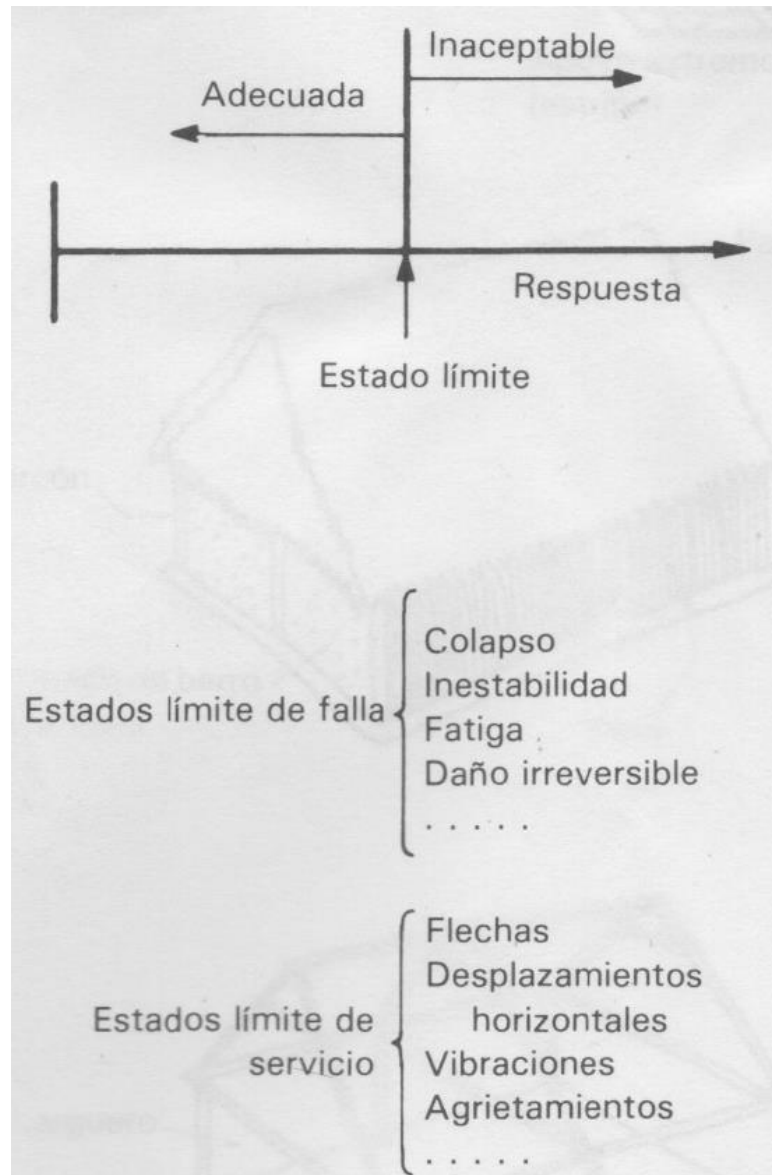 Inaceptable
Adecuada
Respuesta
Estado límite
Colapso
Inestabilidad
Estados límite de falla
Fatiga
Daño irreversible
. . . . .
Flechas
Desplazamientos
horizontales
Estados límite de
servicio
Vibraciones
Agrietamientos
. . . . .